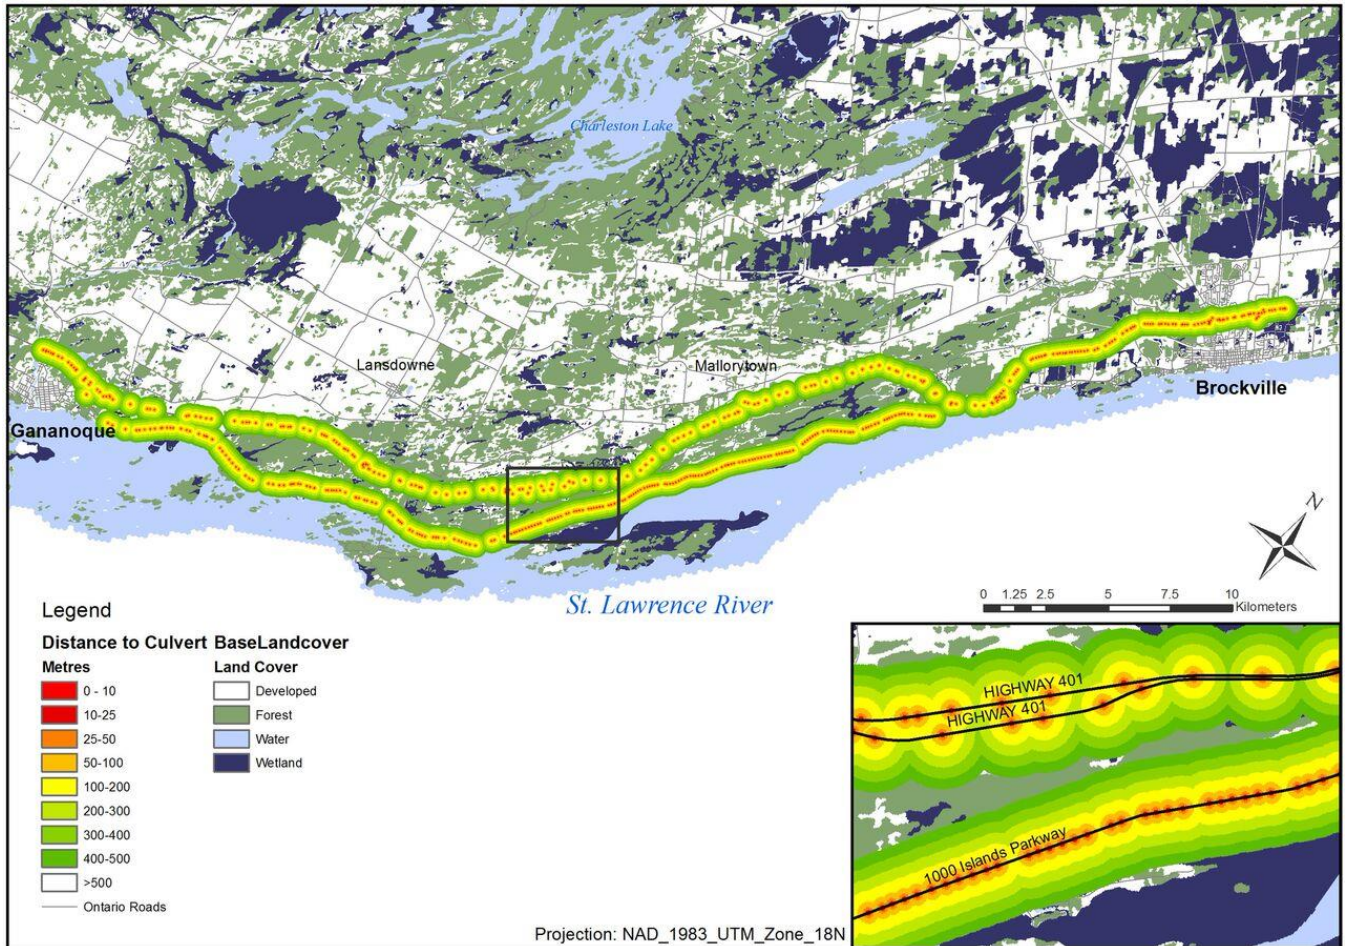 Charleston Lake
Lansdowne
Mallorytown
Brockville
Gananoque
N
St. Lawrence River
0 1.25 2.5 5 7.5 10
Kilometers
Legend
Distance to Culvert
Metres
0 - 10
10-25
25-50
50-100
100-200
200-300
300-400
400-500
>500
Ontario Roads
BaseLandcover
Land Cover
Developed
Forest
Water
Wetland
HIGHWAY 401
HIGHWAY 401
1000 Islands Parkway
Projection: NAD_1983_UTM_Zone_18N